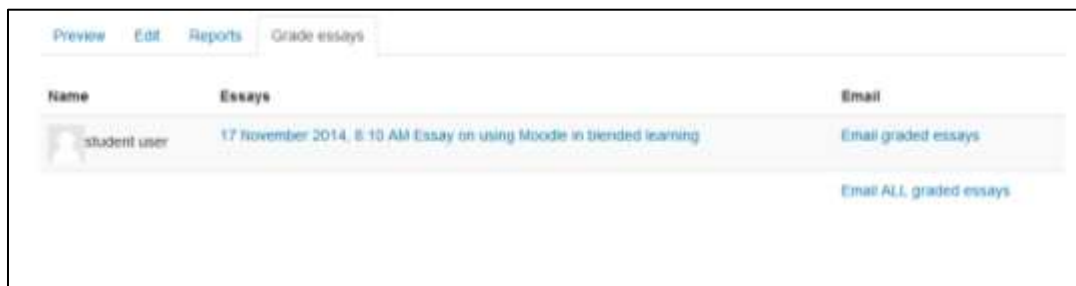 Preview Edit Reports Grade essays
Name Essays Email
student user 17 November 2014, 8:10 AM Essay on using Moodle in blended learning Email graded essays
Email ALL graded essays